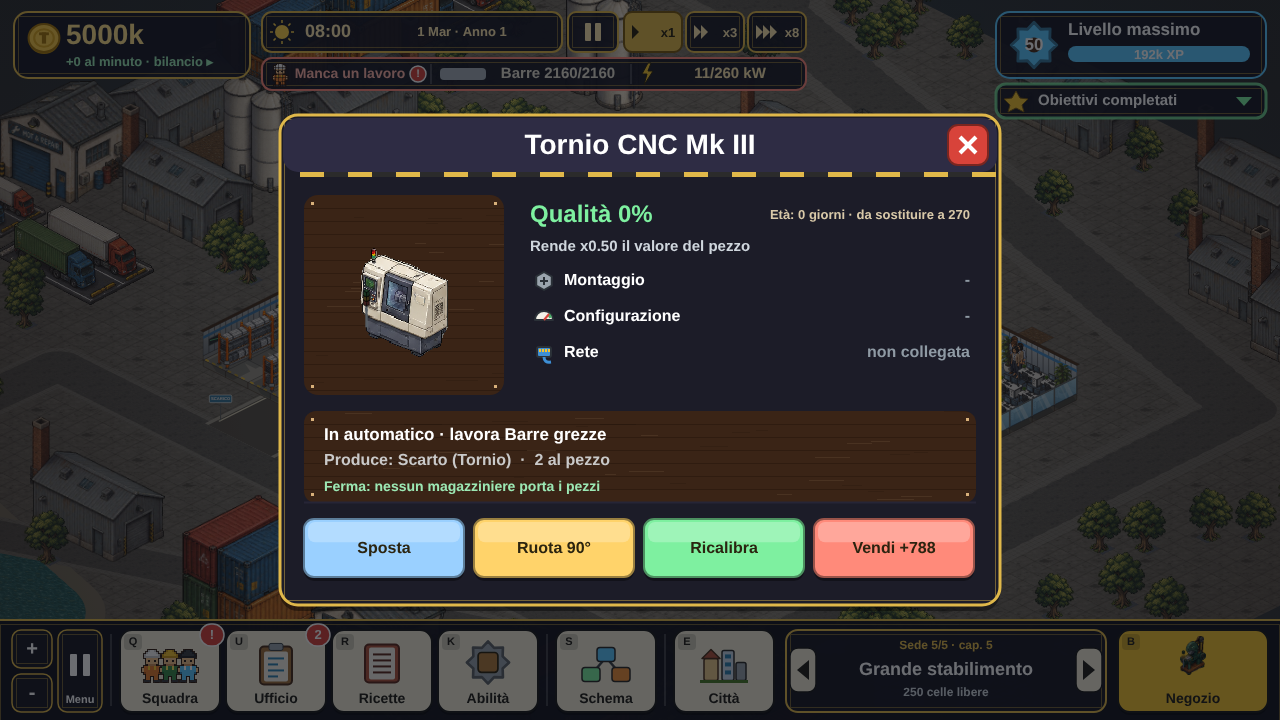 5000k
+0 al minuto · bilancio ▸
08:00
1 Mar · Anno 1
x1
x3
x8
Manca un lavoro !
Barre 2160/2160
11/260 kW
50
Livello massimo
192k XP
Obiettivi completati
Tornio CNC Mk III
Qualità 0%
Età: 0 giorni · da sostituire a 270
Rende x0.50 il valore del pezzo
Montaggio -
Configurazione -
Rete non collegata
In automatico · lavora Barre grezze
Produce: Scarto (Tornio) · 2 al pezzo
Ferma: nessun magazziniere porta i pezzi
Sposta
Ruota 90°
Ricalibra
Vendi +788
+
-
Menu
Q
!
Squadra
U
2
Ufficio
R
Ricette
K
Abilità
S
Schema
E
Città
Sede 5/5 · cap. 5
Grande stabilimento
250 celle libere
B
Negozio